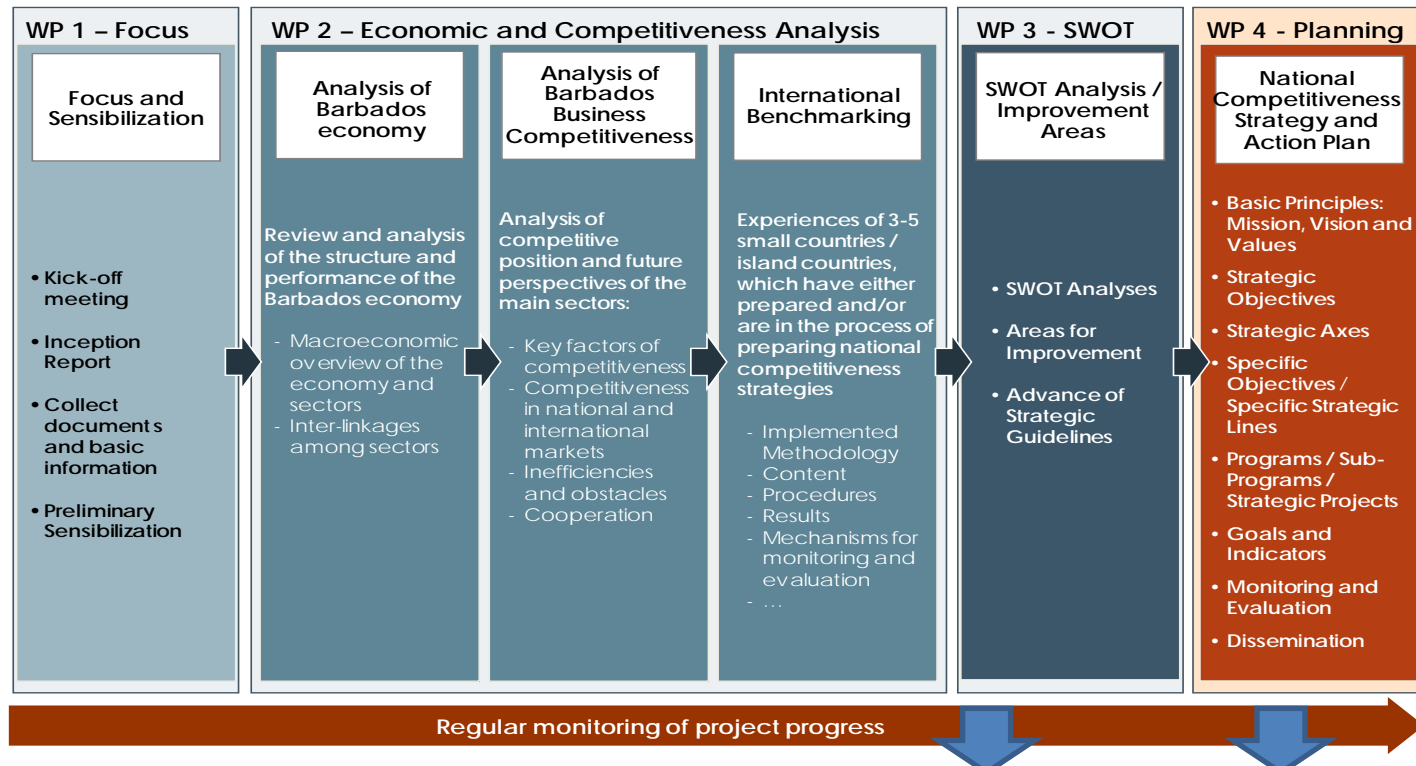 WP 1 – Focus
Focus and
Sensibilization
• Kick-off
meeting
• Inception
Report
• Collect
documents
and basic
information
• Preliminary
Sensibilization
WP 2 – Economic and Competitiveness Analysis
Analysis of
Barbados
economy
Review and analysis
of the structure and
performance of the
Barbados economy
- Macroeconomic
overview of the
economy and
sectors
- Inter-linkages
among sectors
Analysis of
Barbados
Business
Competitiveness
Analysis of
competitive
position and future
perspectives of the
main sectors:
- Key factors of
competitiveness
- Competitiveness
in national and
international
markets
- Inefficiencies
and obstacles
- Cooperation
International
Benchmarking
Experiences of 3-5
small countries /
island countries,
which have either
prepared and/or
are in the process of
preparing national
competitiveness
strategies
- Implemented
Methodology
- Content
- Procedures
- Results
- Mechanisms for
monitoring and
evaluation
- ...
WP 3 - SWOT
SWOT Analysis /
Improvement
Areas
• SWOT Analyses
• Areas for
Improvement
• Advance of
Strategic
Guidelines
WP 4 - Planning
National
Competitiveness
Strategy and
Action Plan
• Basic Principles:
Mission, Vision and
Values
• Strategic
Objectives
• Strategic Axes
• Specific
Objectives /
Specific Strategic
Lines
• Programs / Sub-
Programs /
Strategic Projects
• Goals and
Indicators
• Monitoring and
Evaluation
• Dissemination
Regular monitoring of project progress